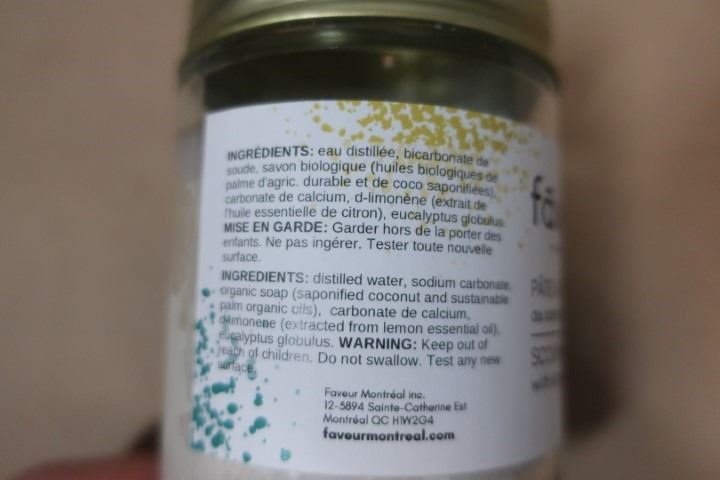 INGRÉDIENTS: eau distillée, bicarbonate de
soude, savon biologique (huiles biologiques de
palme d'agric. durable et de coco saponifiées),
carbonate de calcium, d-limonène (extrait de
l'huile essentielle de citron), eucalyptus globulus.
MISE EN GARDE: Garder hors de la porter des
enfants. Ne pas ingérer. Tester toute nouvelle
surface.
INGREDIENTS: distilled water, sodium carbonate,
organic soap (saponified coconut and sustainable
palm organic oils), carbonate de calcium,
d-limonene (extracted from lemon essential oil),
eucalyptus globulus. WARNING: Keep out of
reach of children. Do not swallow. Test any new
surface.
Faveur Montréal inc.
12-5894 Sainte-Catherine Est
Montréal QC H1W2G4
faveurmontreal.com